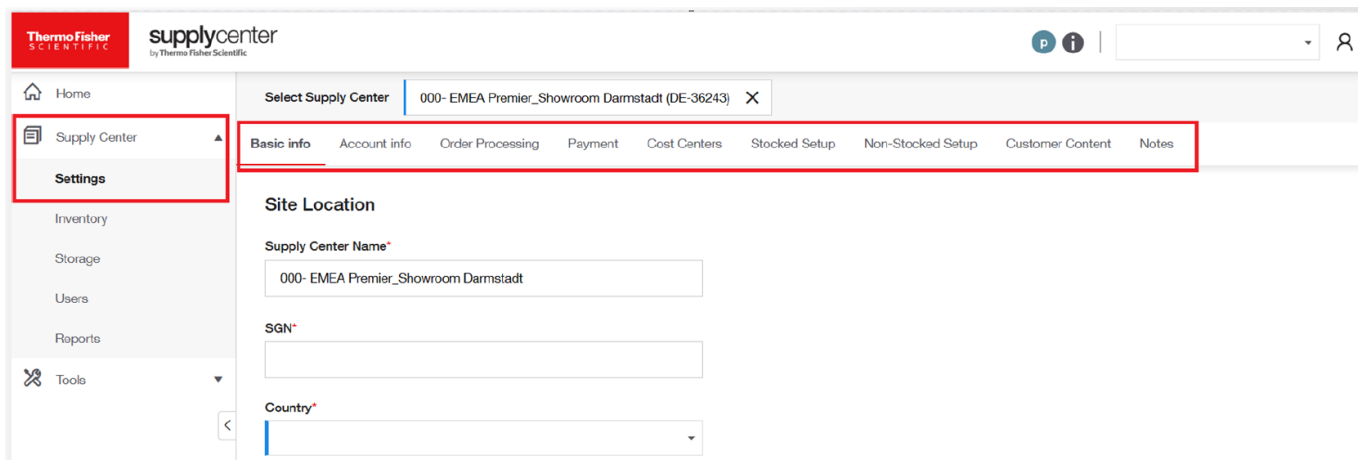 ThermoFisher
SCIENTIFIC
supplycenter
by Thermo Fisher Scientific
p i
Home
Supply Center
Settings
Inventory
Storage
Users
Reports
Tools
Select Supply Center 000- EMEA Premier_Showroom Darmstadt (DE-36243)
Basic info Account info Order Processing Payment Cost Centers Stocked Setup Non-Stocked Setup Customer Content Notes
Site Location
Supply Center Name*
000- EMEA Premier_Showroom Darmstadt
SGN*
Country*